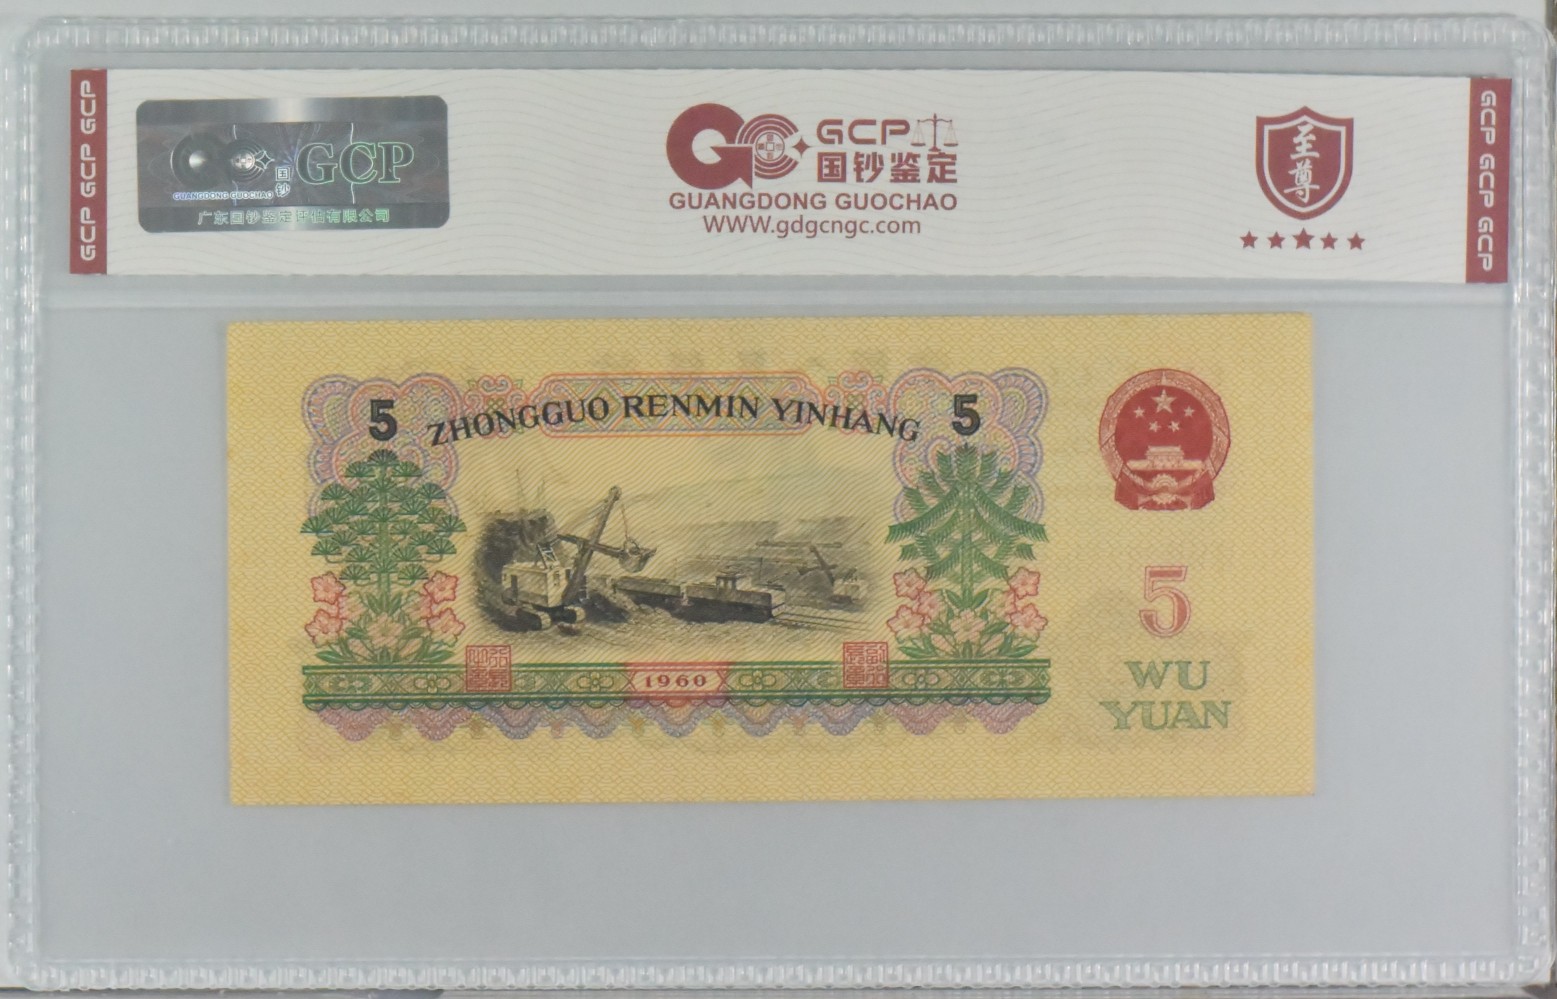 GCP GCP GCP
GUANGDONG GUOCHAO
国钞
GCP
广东国钞鉴定评估有限公司
GCP
国钞鉴定
GUANGDONG GUOCHAO
WWW.gdgcngc.com
至尊
GCP GCP GCP
5
ZHONGGUO RENMIN YINHANG
5
1960
5
WU
YUAN